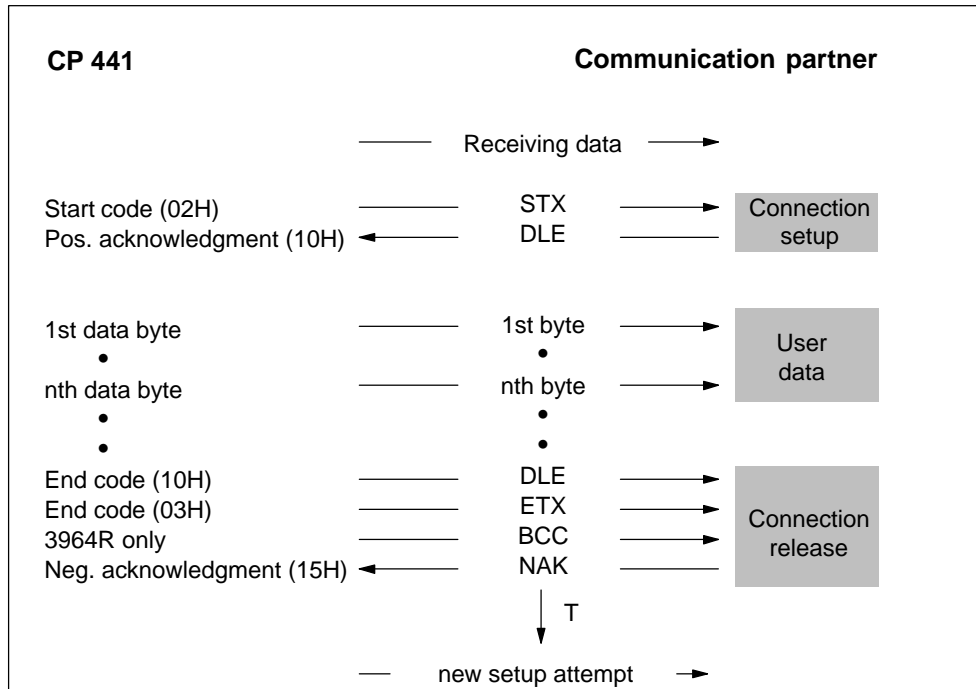 CP 441 Communication partner
Receiving data
Start code (02H) STX Connection
Pos. acknowledgment (10H) DLE setup
1st data byte 1st byte User
nth data byte nth byte data
End code (10H) DLE
End code (03H) ETX Connection
3964R only BCC release
Neg. acknowledgment (15H) NAK
T
new setup attempt